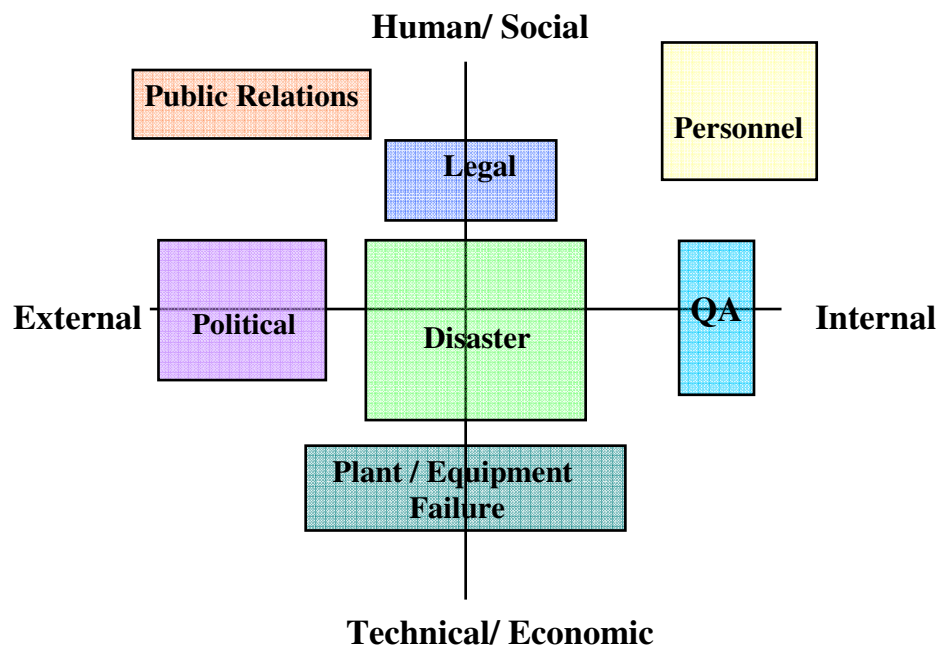 Human/ Social
Public Relations
Personnel
Legal
External
Political
Disaster
QA
Internal
Plant / Equipment
Failure
Technical/ Economic